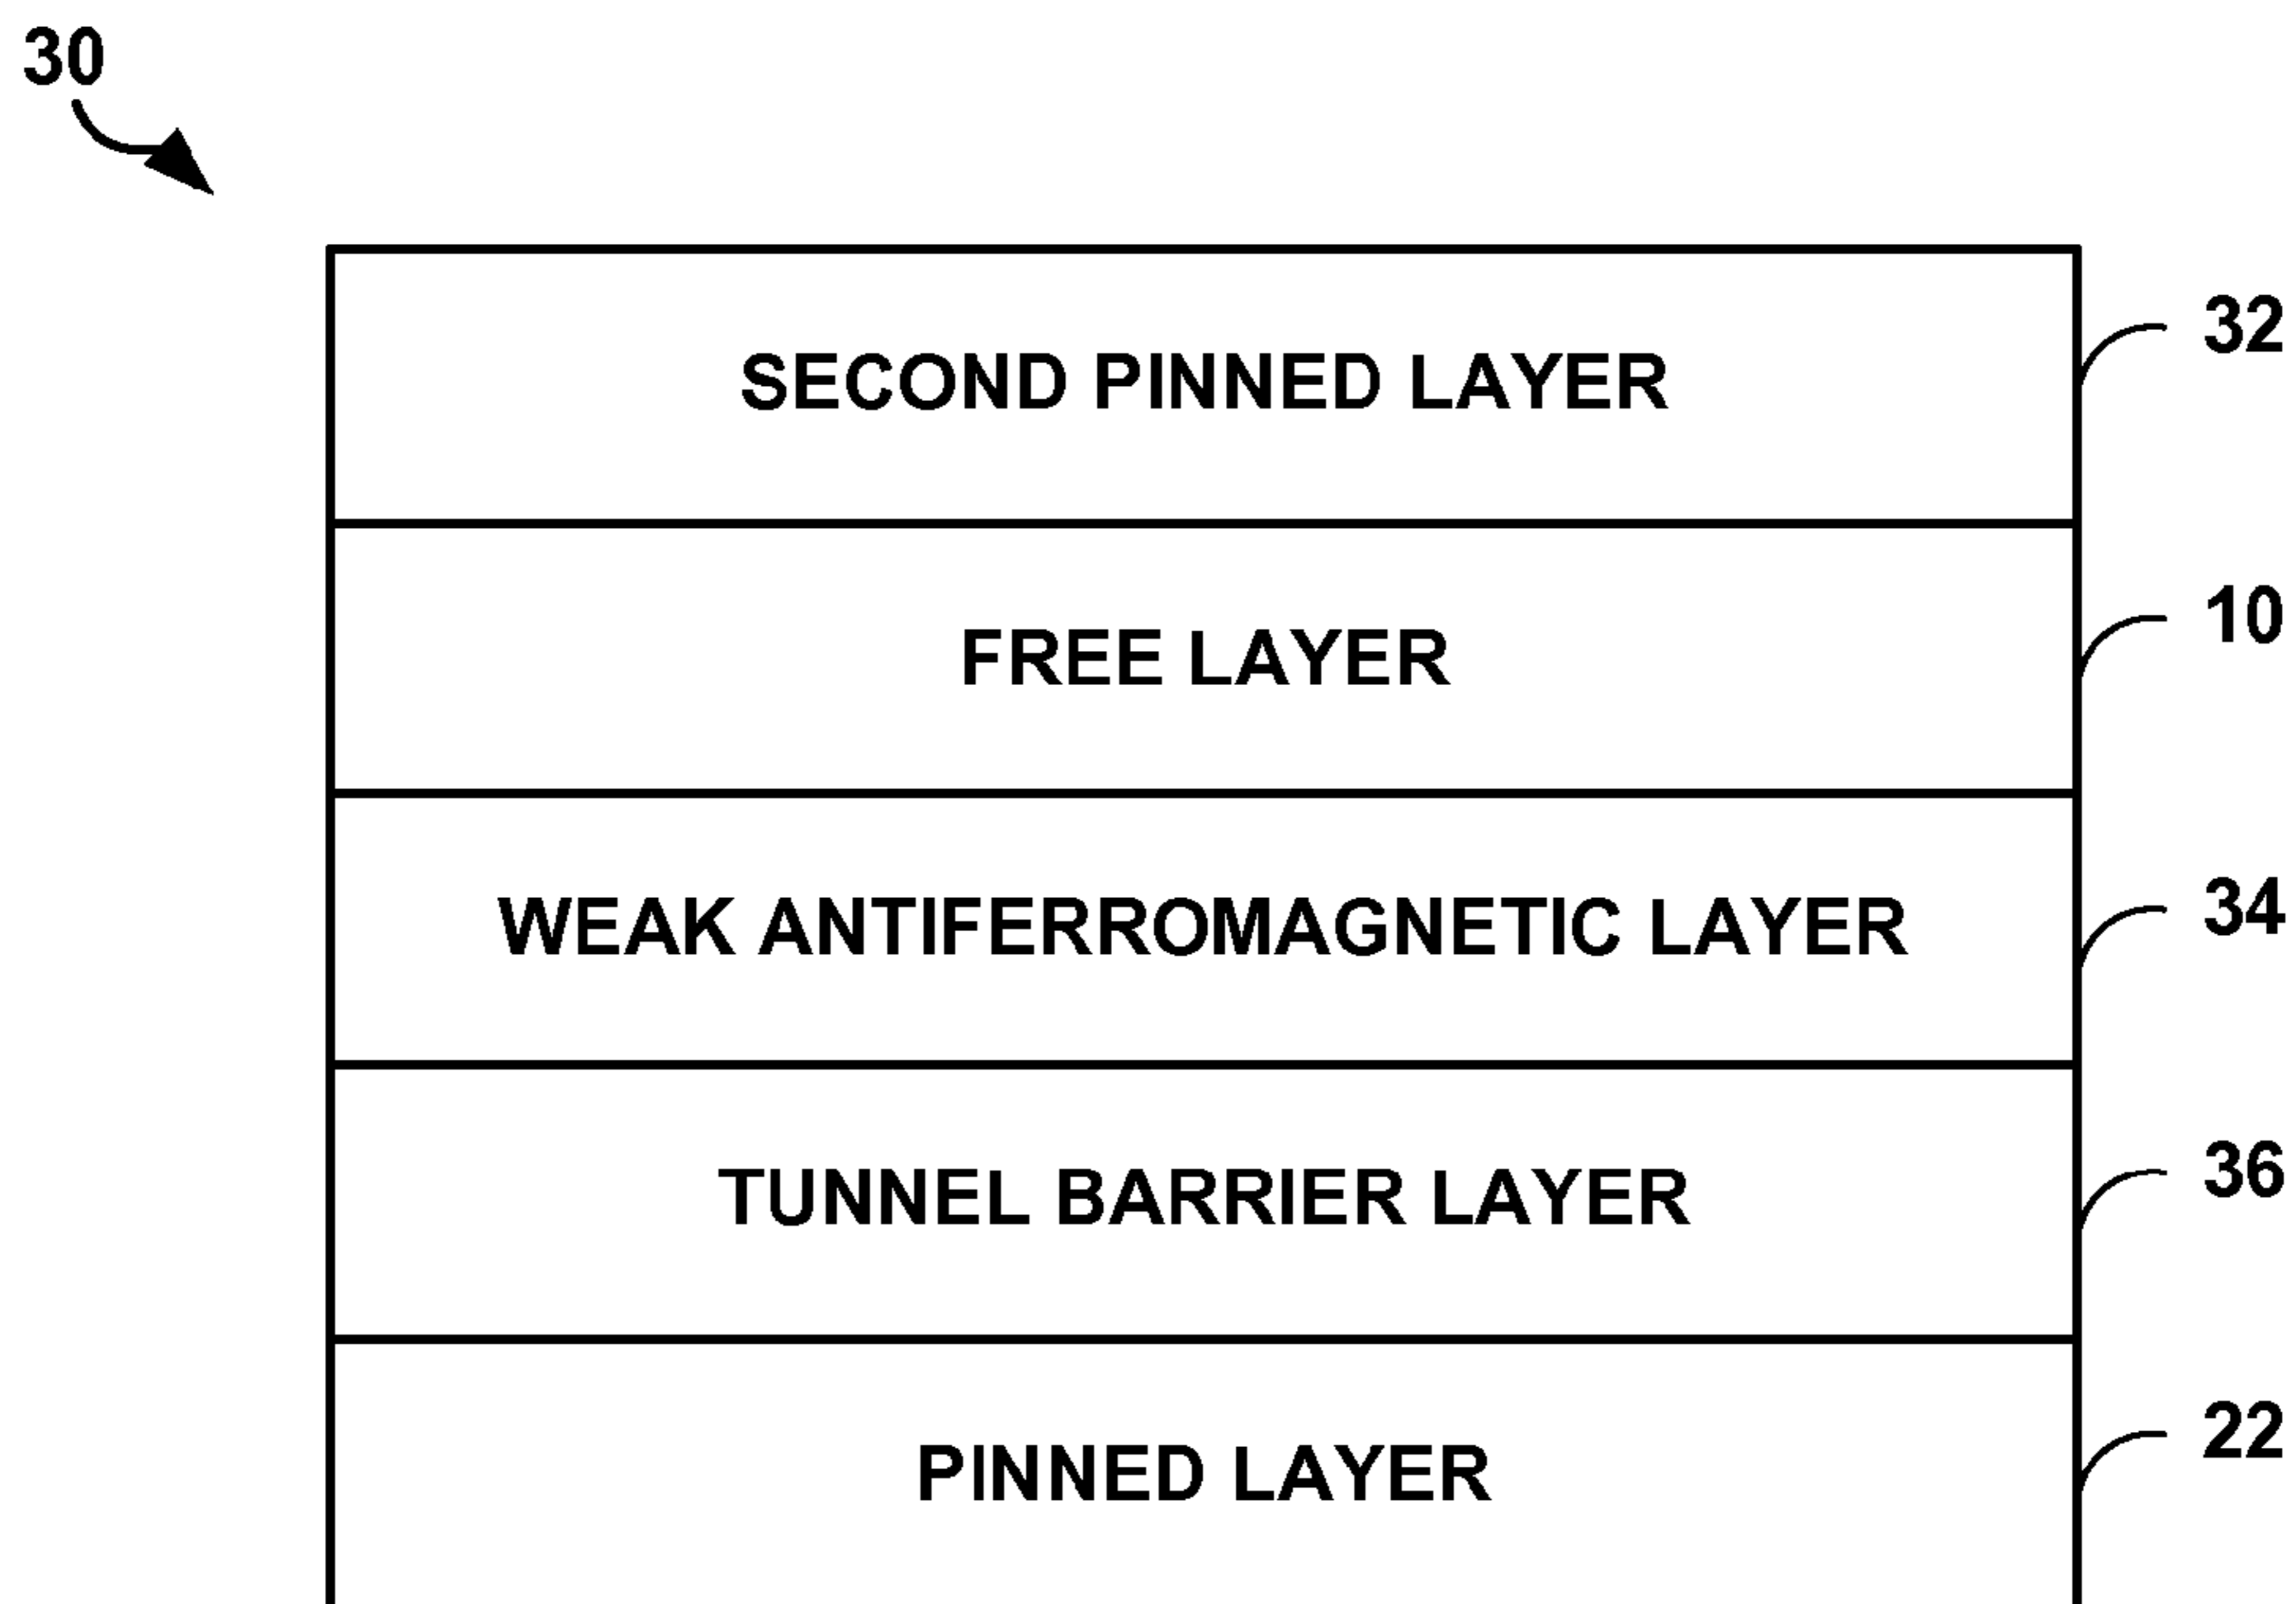 30
SECOND PINNED LAYER 32
FREE LAYER 10
WEAK ANTIFERROMAGNETIC LAYER 34
TUNNEL BARRIER LAYER 36
PINNED LAYER 22